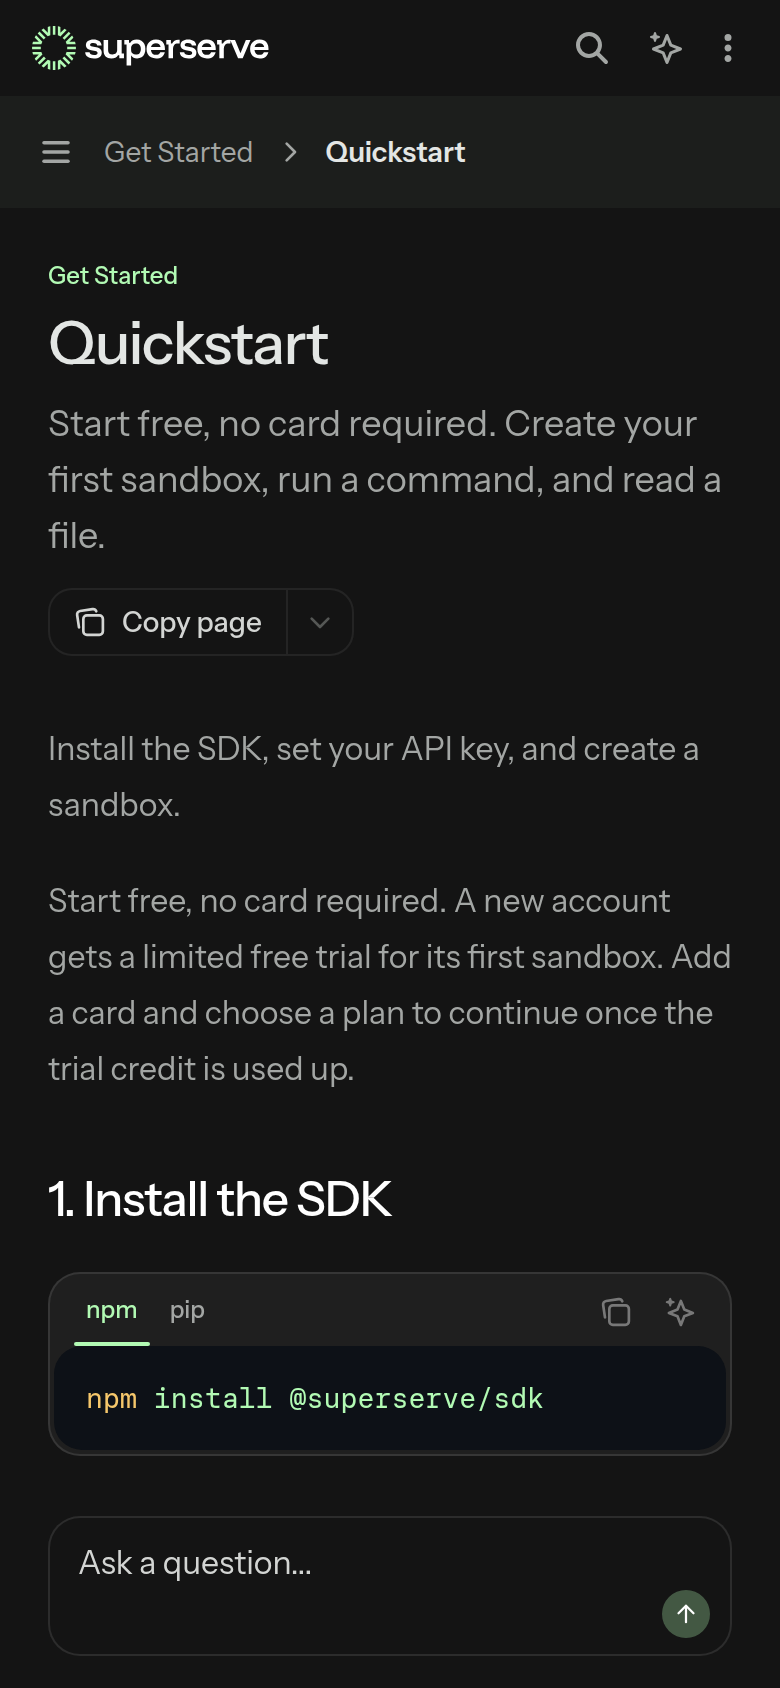 superserve
Get Started > Quickstart
Get Started
Quickstart
Start free, no card required. Create your
first sandbox, run a command, and read a
file.
Copy page
Install the SDK, set your API key, and create a
sandbox.
Start free, no card required. A new account
gets a limited free trial for its first sandbox. Add
a card and choose a plan to continue once the
trial credit is used up.
1. Install the SDK
npm pip
npm install @superserve/sdk
Ask a question...